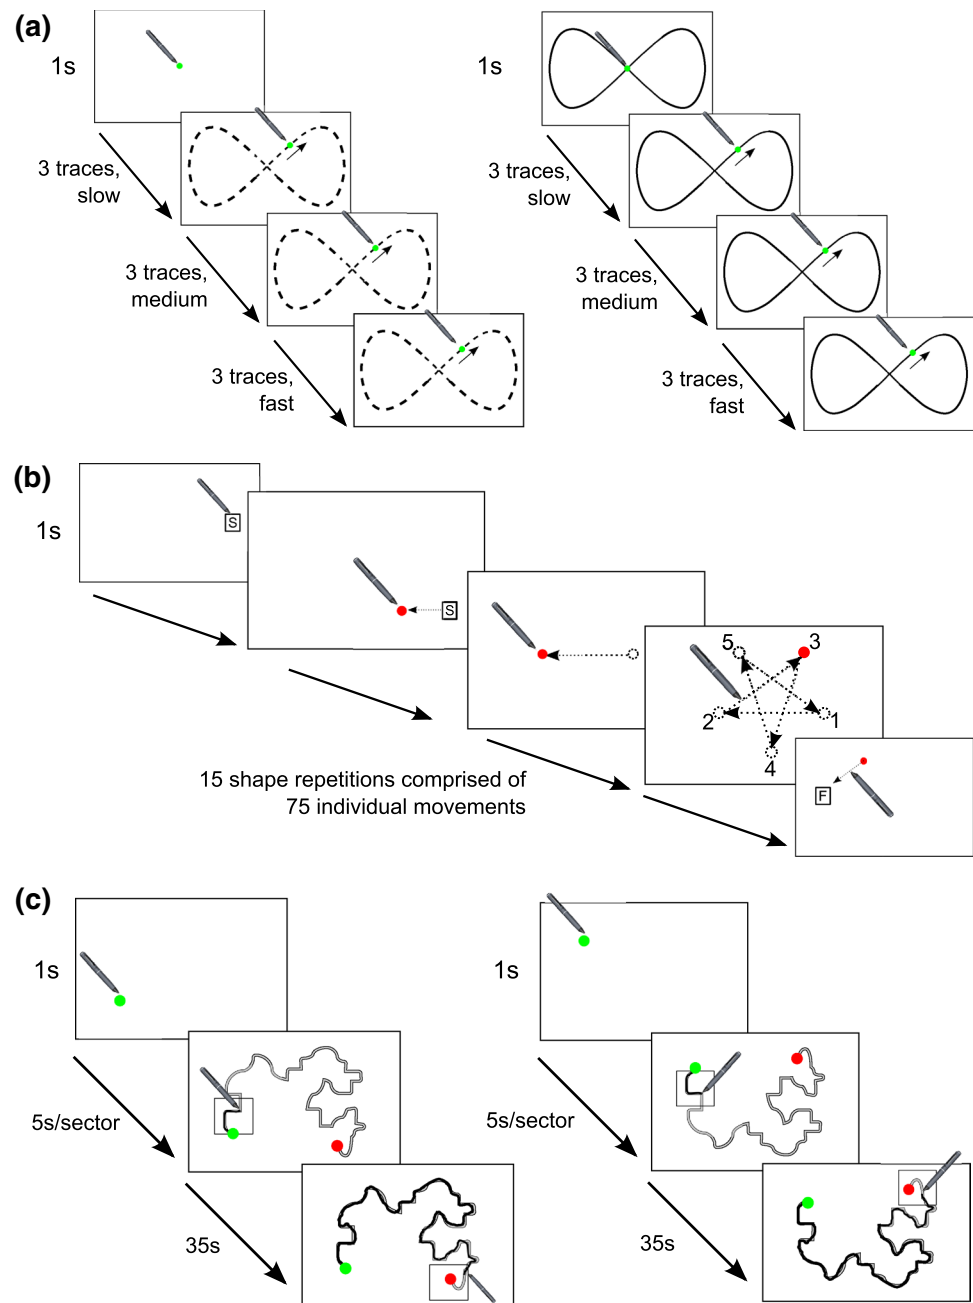 (a)
1s
3 traces,
slow
3 traces,
medium
3 traces,
fast
1s
3 traces,
slow
3 traces,
medium
3 traces,
fast
(b)
1s
S
S
5
3
2
1
4
F
15 shape repetitions comprised of
75 individual movements
(c)
1s
5s/sector
35s
1s
5s/sector
35s